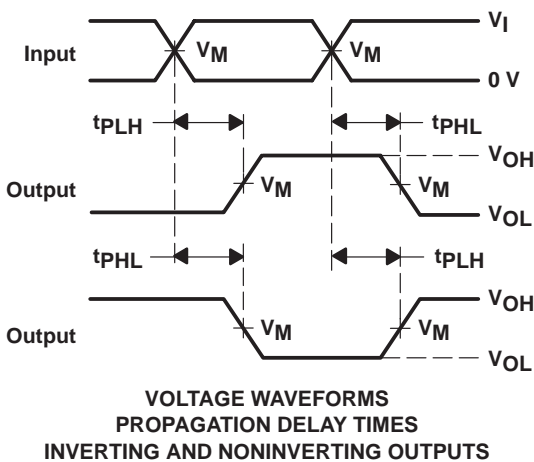 VI
Input
VM
VM
0 V
tPLH
tPHL
VOH
Output
VM
VM
VOL
tPHL
tPLH
VOH
Output
VM
VM
VOL
VOLTAGE WAVEFORMS
PROPAGATION DELAY TIMES
INVERTING AND NONINVERTING OUTPUTS